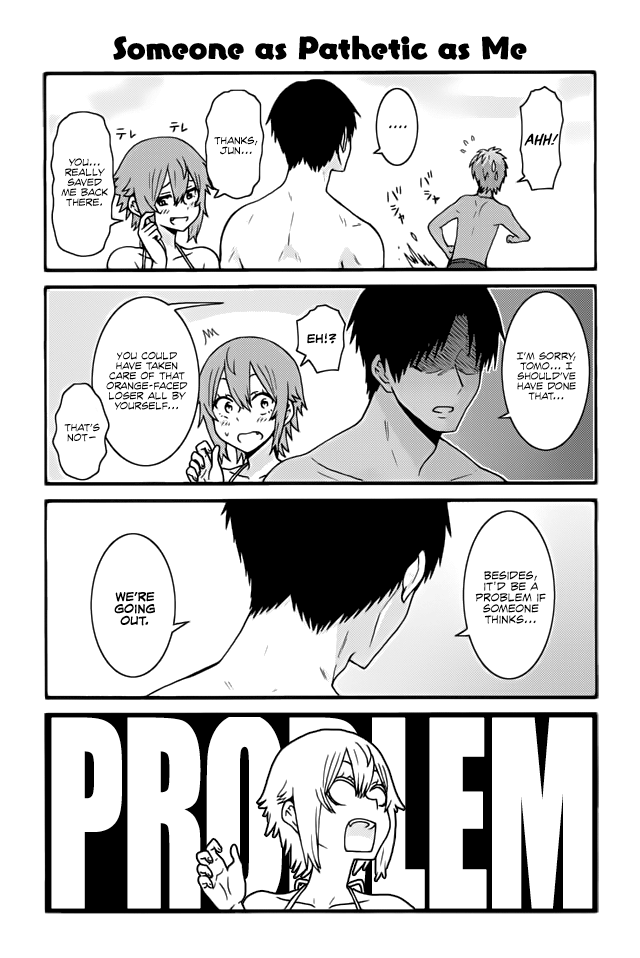 Someone as Pathetic as Me
AHH!
....
THANKS,
JUN...
テレ
テレ
YOU...
REALLY
SAVED
ME BACK
THERE.
I'M SORRY,
TOMO... I
SHOULD'VE
HAVE DONE
THAT...
EH!?
YOU COULD
HAVE TAKEN
CARE OF THAT
ORANGE-FACED
LOSER ALL BY
YOURSELF...
THAT'S
NOT—
BESIDES,
IT'D BE A
PROBLEM IF
SOMEONE
THINKS...
WE'RE
GOING
OUT.
PROBLEM